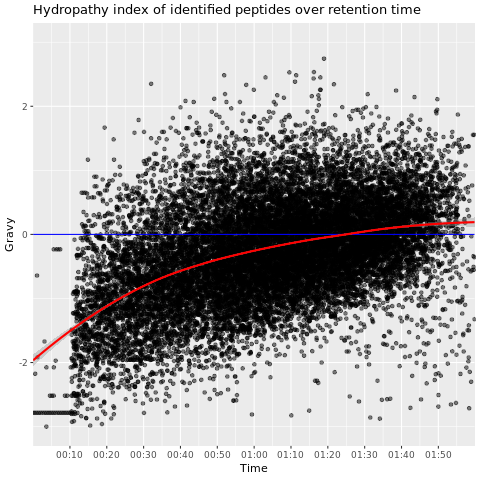 Hydropathy index of identified peptides over retention time
Gravy
2
0
-2
00:10 00:20 00:30 00:40 00:50 01:00 01:10 01:20 01:30 01:40 01:50
Time